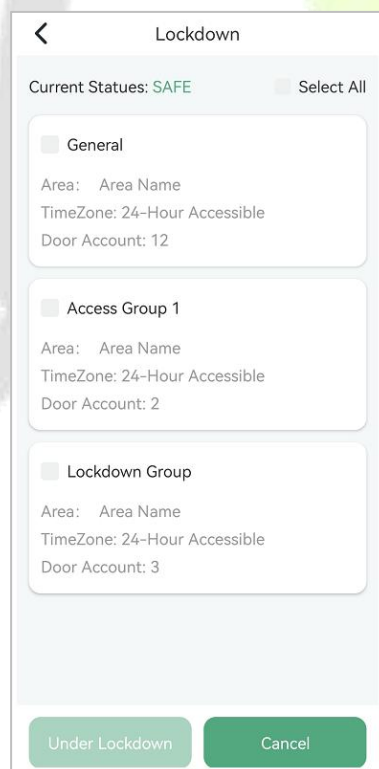 Lockdown
Current Statues: SAFE Select All
General
Area: Area Name
TimeZone: 24-Hour Accessible
Door Account: 12
Access Group 1
Area: Area Name
TimeZone: 24-Hour Accessible
Door Account: 2
Lockdown Group
Area: Area Name
TimeZone: 24-Hour Accessible
Door Account: 3
Under Lockdown Cancel